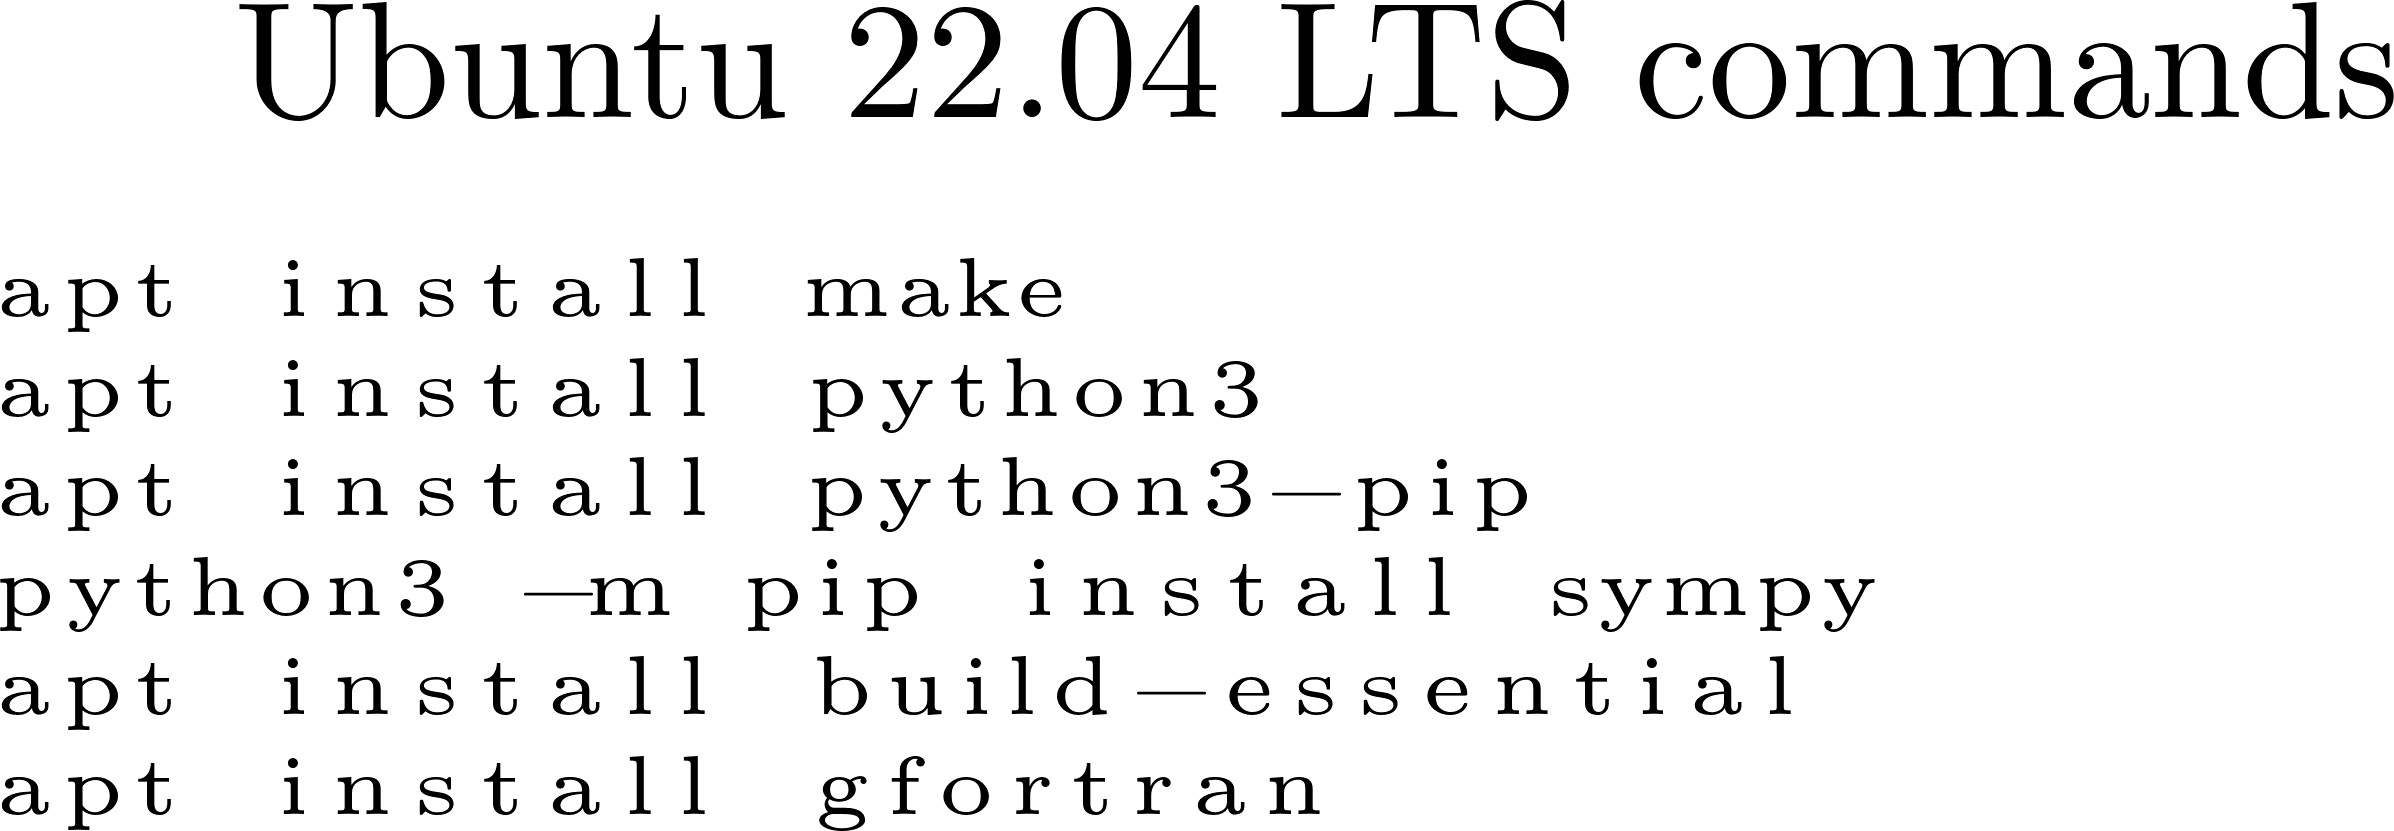 Ubuntu 22.04 LTS commands
apt install make
apt install python3
apt install python3-pip
python3 -m pip install sympy
apt install build-essential
apt install gfortran